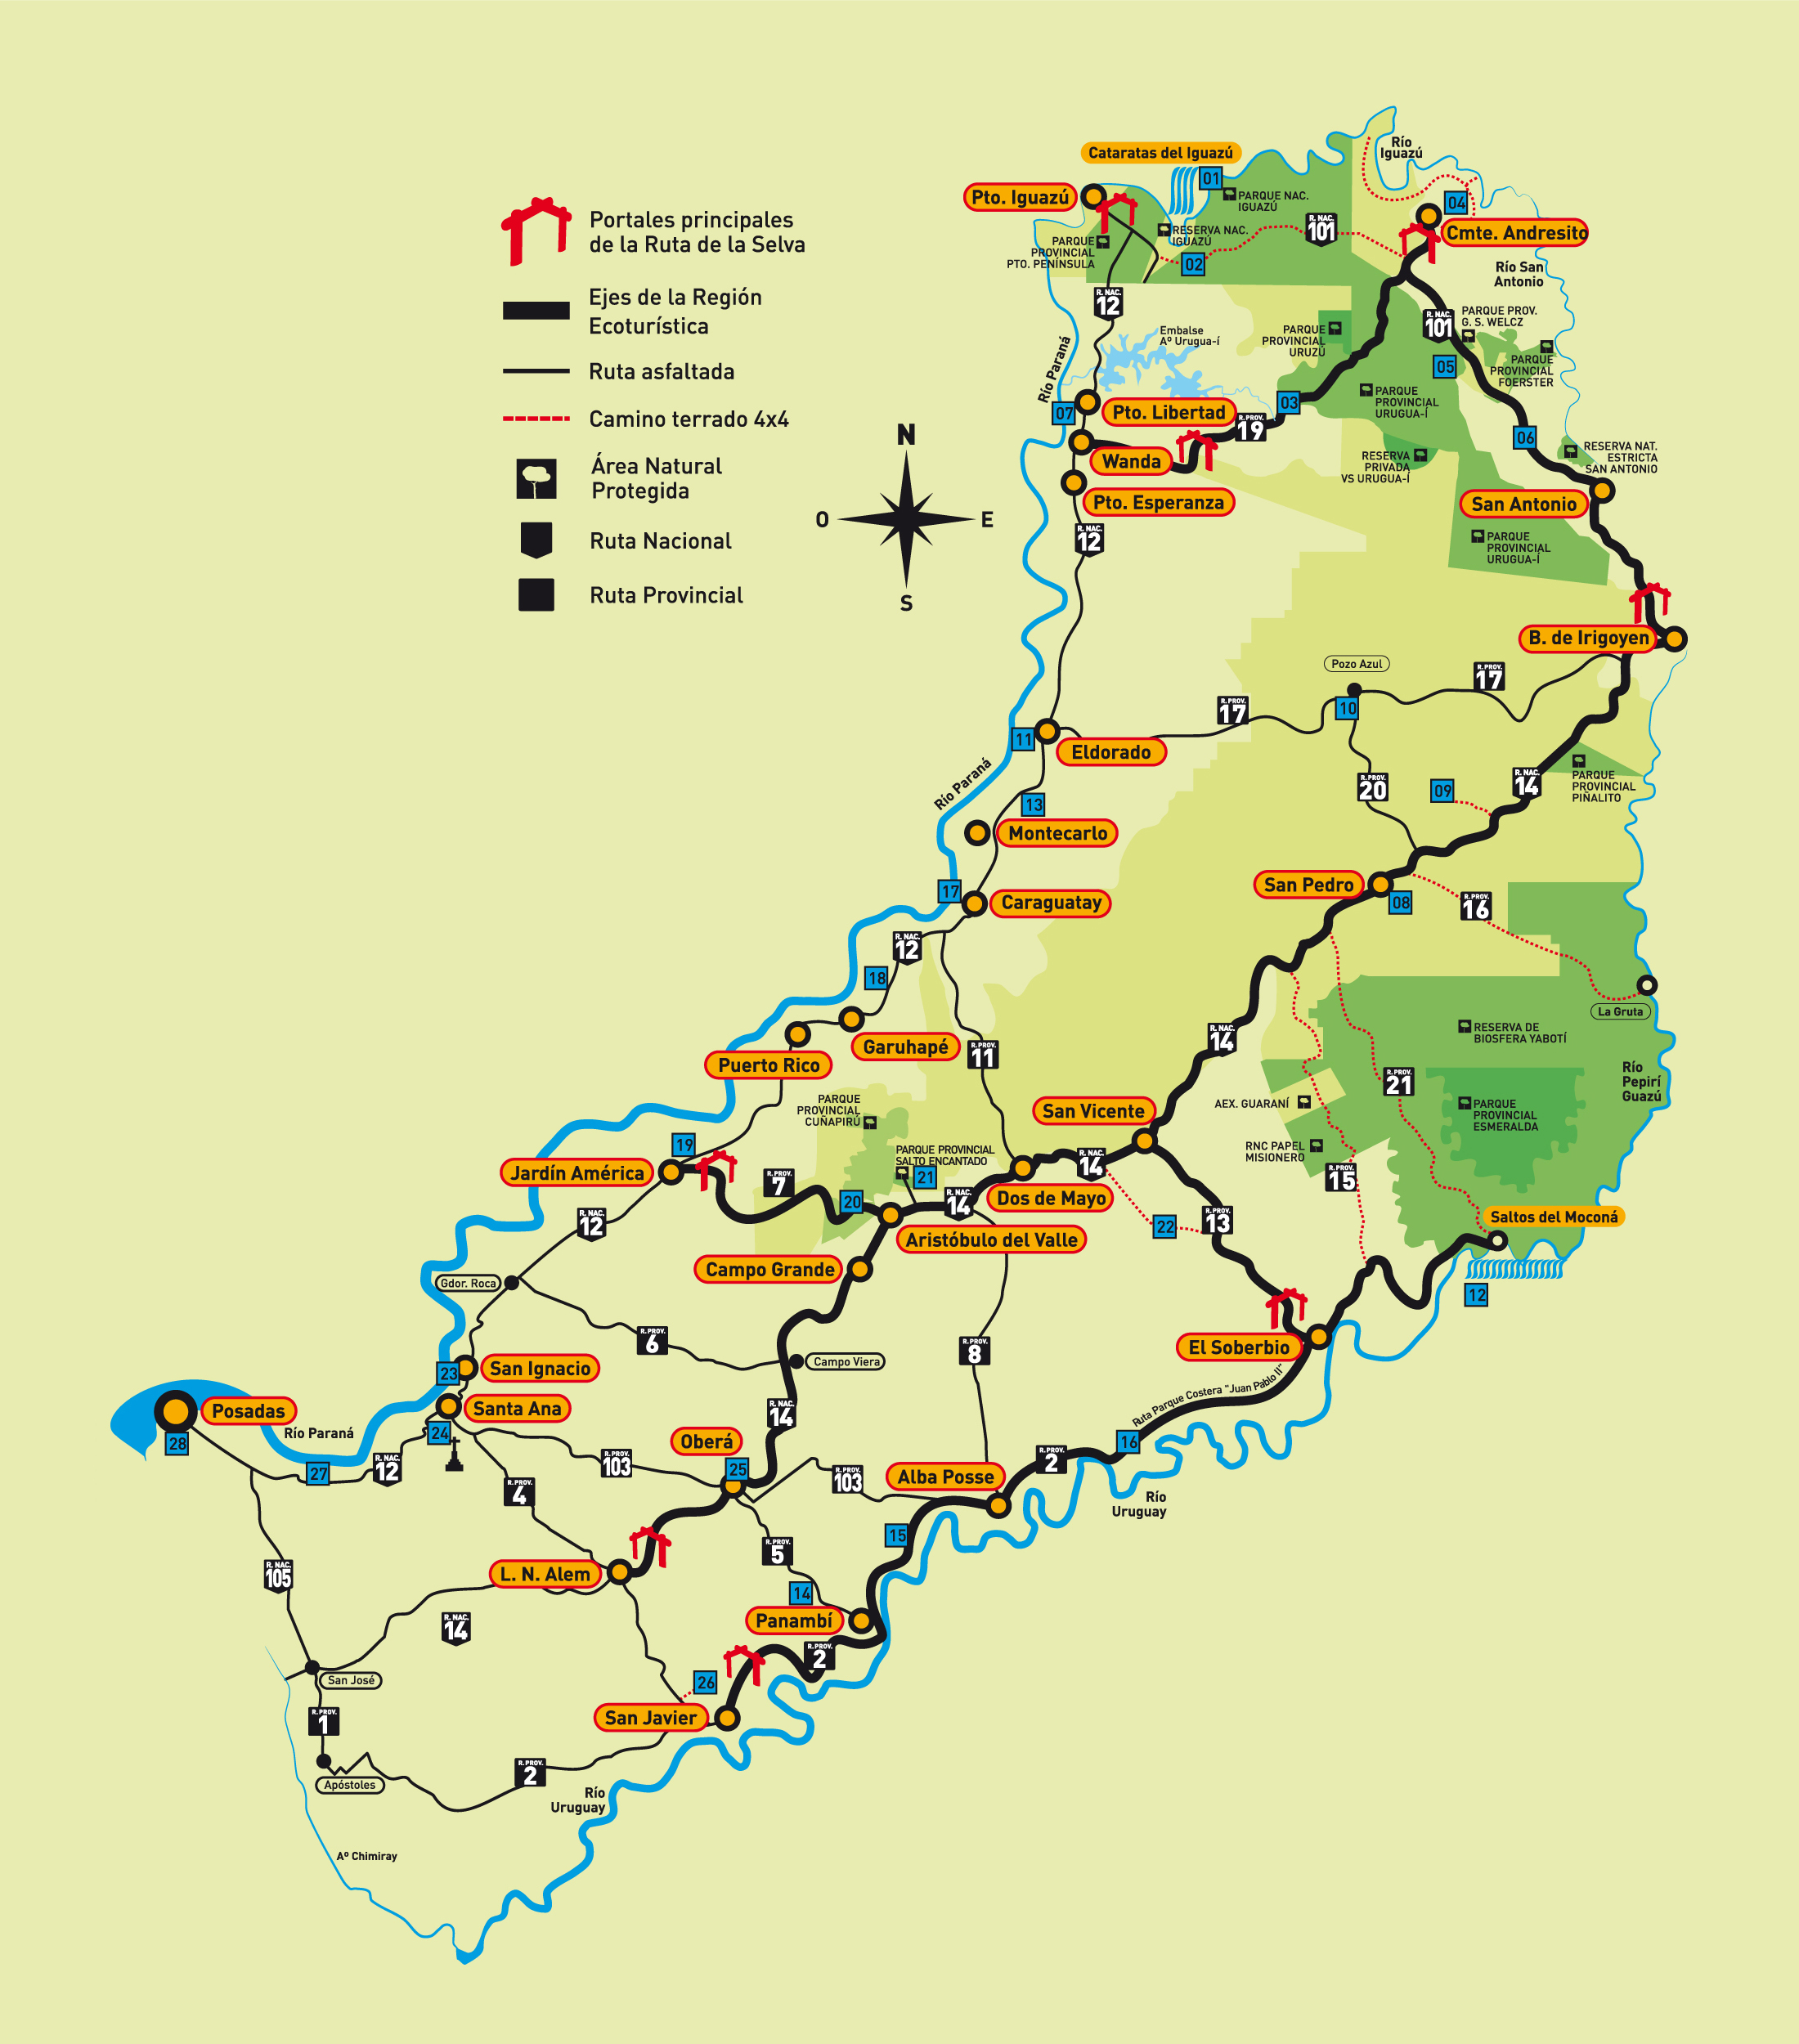 Portales principales
de la Ruta de la Selva
Ejes de la Región
Ecoturística
Ruta asfaltada
Camino terrado 4x4
Área Natural
Protegida
Ruta Nacional
Ruta Provincial
N
O
E
S
Cataratas del Iguazú
01
Pto. Iguazú
PARQUE NAC.
IGUAZÚ
Río
Iguazú
04
Cmte. Andresito
RESERVA NAC.
IGUAZÚ
R. NAC.
101
PARQUE
PROVINCIAL
PTO. PENÍNSULA
02
Río San
Antonio
R. NAC.
12
Embalse
Aº Urugua-í
PARQUE
PROVINCIAL
URUZÚ
R. NAC.
101
PARQUE PROV.
G. S. WELCZ
05
PARQUE
PROVINCIAL
FOERSTER
Río Paraná
07
Pto. Libertad
03
PARQUE
PROVINCIAL
URUGUA-Í
R. PROV.
19
06
Wanda
RESERVA
PRIVADA
VS URUGUA-Í
RESERVA NAT.
ESTRICTA
SAN ANTONIO
Pto. Esperanza
San Antonio
R. NAC.
12
PARQUE
PROVINCIAL
URUGUA-Í
B. de Irigoyen
Pozo Azul
R. PROV.
17
R. PROV.
17
10
11
Eldorado
Río Paraná
R. PROV.
20
09
R. NAC.
14
PARQUE
PROVINCIAL
PIÑALITO
13
Montecarlo
17
Caraguatay
San Pedro
08
R. PROV.
16
R. NAC.
12
18
La Gruta
Puerto Rico
Garuhapé
R. PROV.
11
R. NAC.
14
RESERVA DE
BIOSFERA YABOTÍ
Río
Pepirí
Guazú
R. PROV.
21
PARQUE
PROVINCIAL
CUÑAPIRÚ
San Vicente
AEX. GUARANÍ
PARQUE
PROVINCIAL
ESMERALDA
19
RNC PAPEL
MISIONERO
PARQUE PROVINCIAL
SALTO ENCANTADO
21
Jardín América
R. PROV.
7
R. NAC.
14
R. PROV.
15
20
R. NAC.
14
Dos de Mayo
R. NAC.
12
22
R. PROV.
13
Saltos del Moconá
Aristóbulo del Valle
Campo Grande
Gdor. Roca
12
R. PROV.
6
Campo Viera
R. PROV.
8
El Soberbio
23
San Ignacio
Ruta Parque Costera "Juan Pablo II"
Posadas
Santa Ana
R. NAC.
14
28
Río Paraná
24
Oberá
27
R. NAC.
12
R. PROV.
103
25
Alba Posse
R. PROV.
103
R. PROV.
2
16
R. PROV.
4
Río
Uruguay
15
R. PROV.
5
R. NAC.
105
L. N. Alem
14
Panambí
R. NAC.
14
R. PROV.
2
San José
26
R. PROV.
1
San Javier
Apóstoles
R. PROV.
2
Río
Uruguay
Aº Chimiray